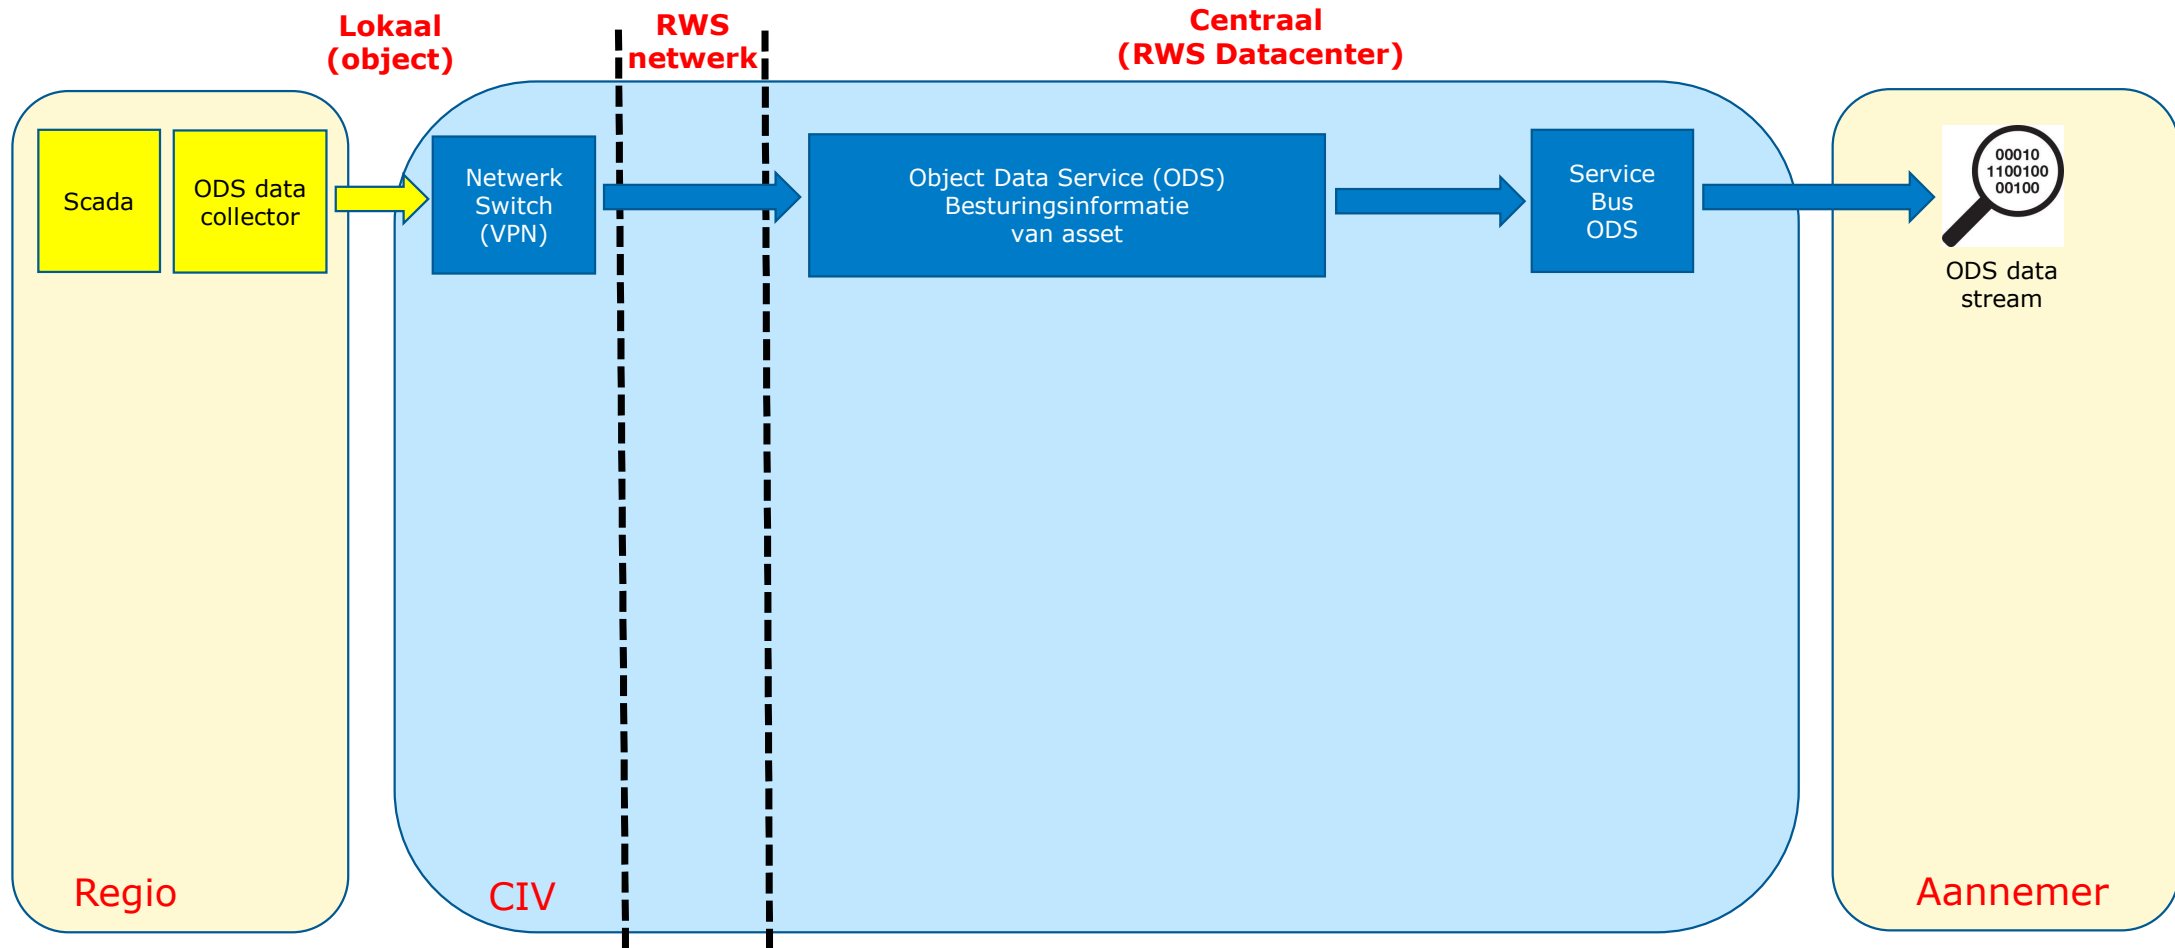 Lokaal
(object)
RWS
netwerk
Centraal
(RWS Datacenter)
Scada
ODS data
collector
Netwerk
Switch
(VPN)
Object Data Service (ODS)
Besturingsinformatie
van asset
Service
Bus
ODS
00010
1100100
00100
ODS data
stream
Regio
CIV
Aannemer